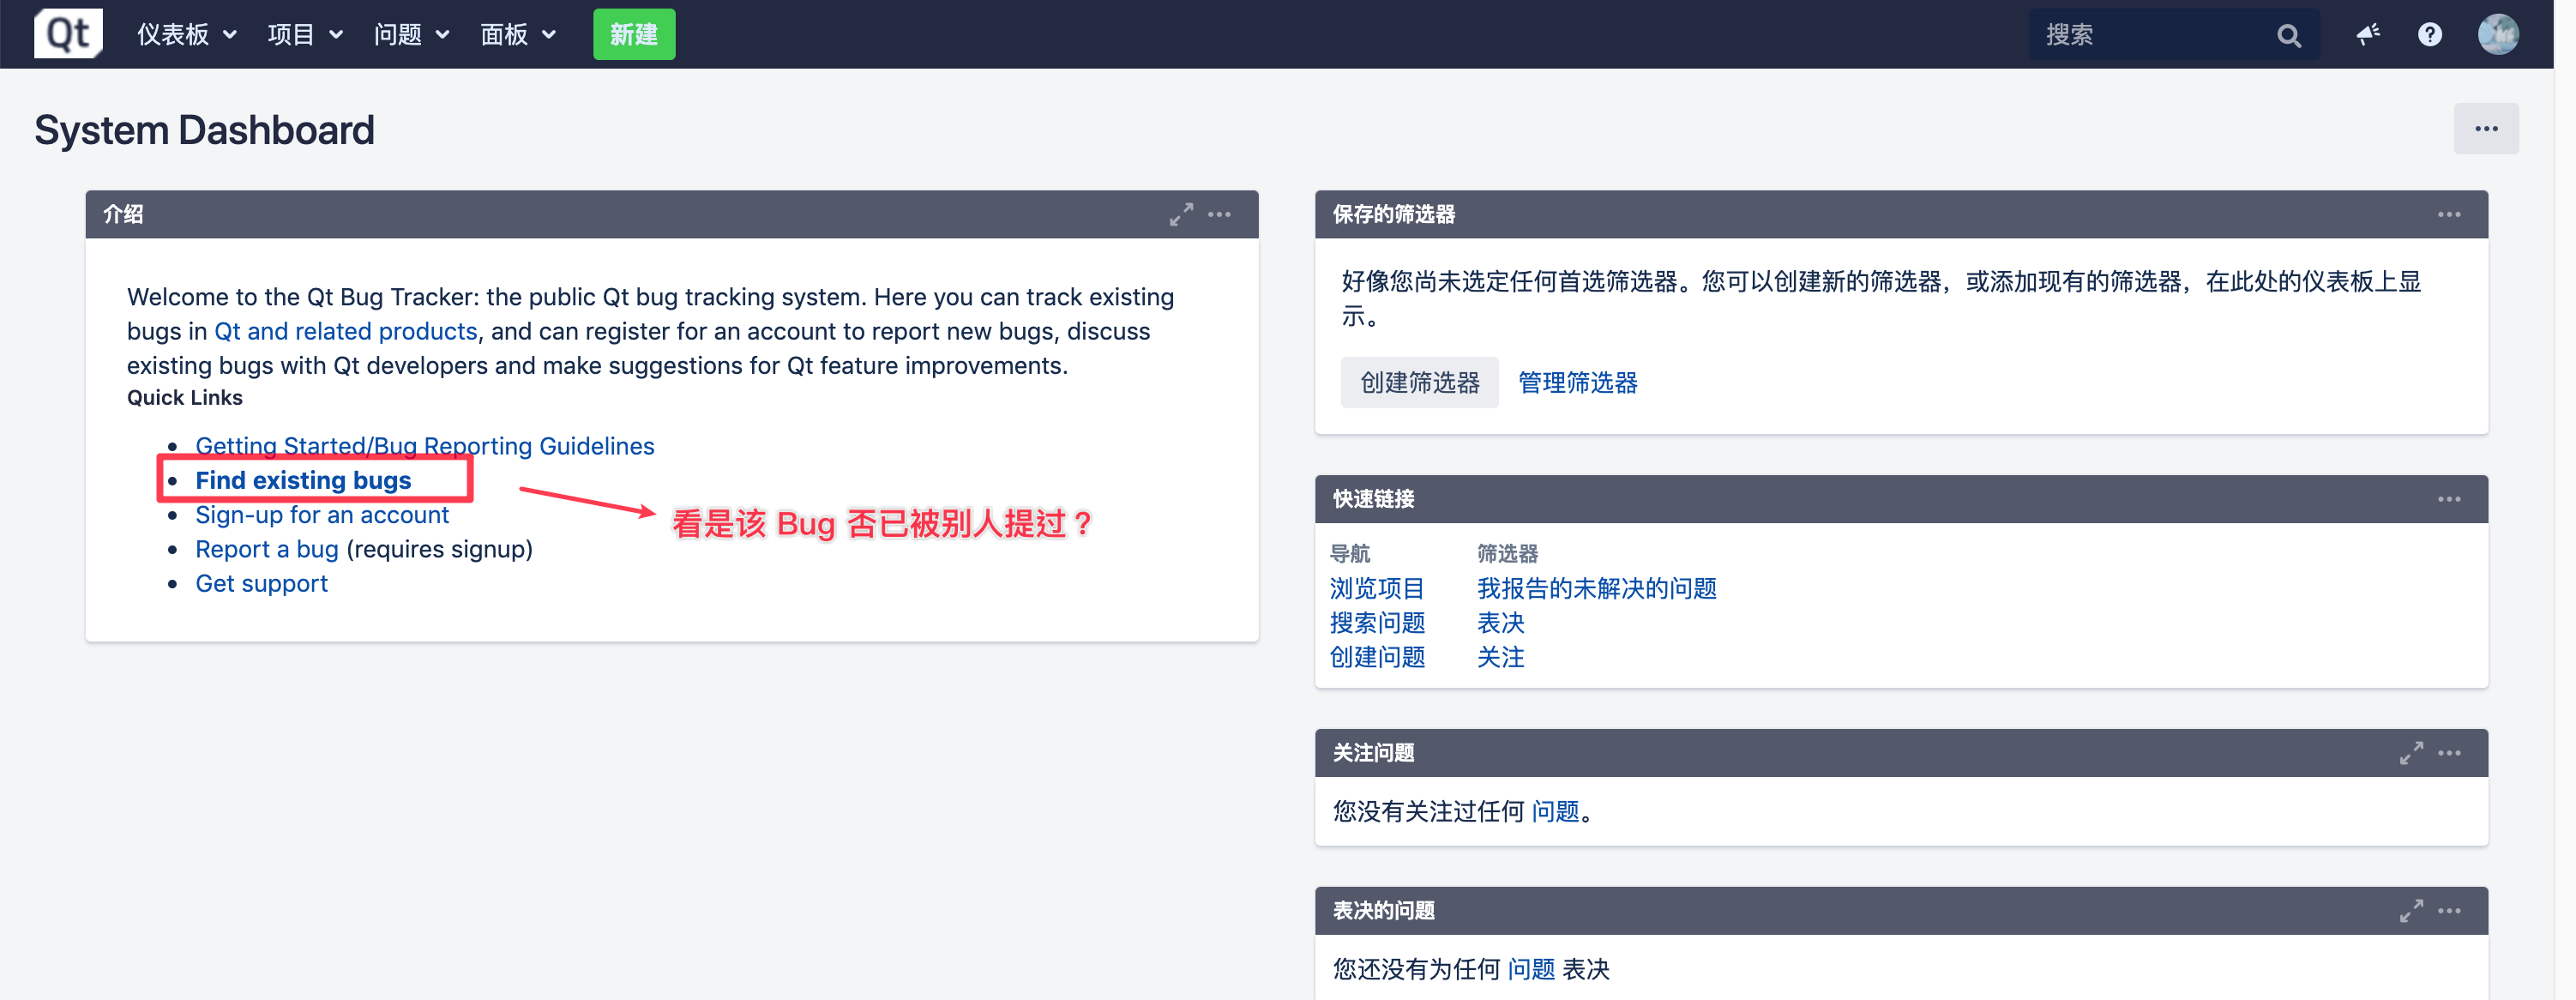 Qt 仪表板 项目 问题 面板 新建 搜索
System Dashboard
介绍
Welcome to the Qt Bug Tracker: the public Qt bug tracking system. Here you can track existing
bugs in Qt and related products, and can register for an account to report new bugs, discuss
existing bugs with Qt developers and make suggestions for Qt feature improvements.
Quick Links
Getting Started/Bug Reporting Guidelines
Find existing bugs
看是该 Bug 否已被别人提过？
Sign-up for an account
Report a bug (requires signup)
Get support
保存的筛选器
好像您尚未选定任何首选筛选器。您可以创建新的筛选器，或添加现有的筛选器，在此处的仪表板上显
示。
创建筛选器 管理筛选器
快速链接
导航 筛选器
浏览项目 我报告的未解决的问题
搜索问题 表决
创建问题 关注
关注问题
您没有关注过任何 问题。
表决的问题
您还没有为任何 问题 表决